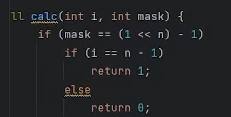 ll calc(int i, int mask) {
    if (mask == (1 << n) - 1)
        if (i == n - 1)
            return 1;
        else
            return 0;